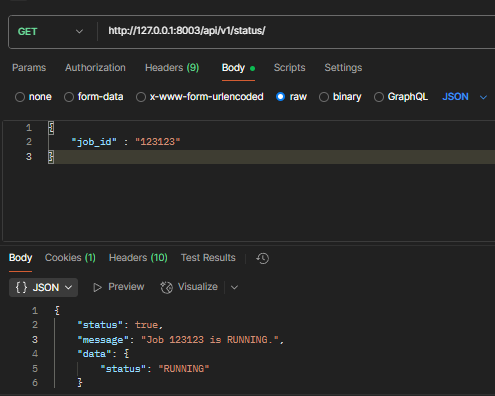 GET http://127.0.0.1:8003/api/v1/status/
Params Authorization Headers (9) Body Scripts Settings
none form-data x-www-form-urlencoded raw binary GraphQL JSON
1 {
2 "job_id" : "123123"
3 }
Body Cookies (1) Headers (10) Test Results
{} JSON Preview Visualize
1 {
2 "status": true,
3 "message": "Job 123123 is RUNNING.",
4 "data": {
5 "status": "RUNNING"
6 }